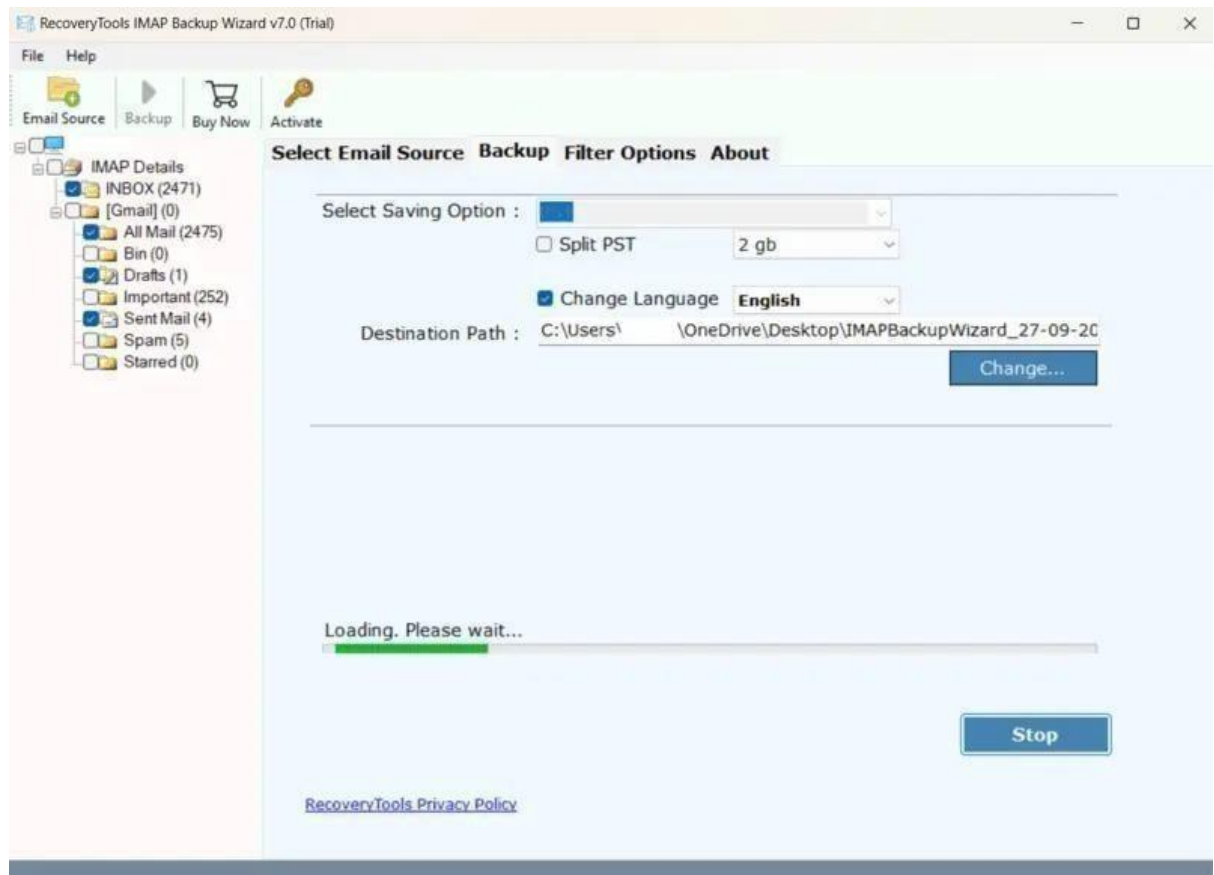 RecoveryTools IMAP Backup Wizard v7.0 (Trial)
File Help
Email Source Backup Buy Now Activate
IMAP Details
INBOX (2471)
[Gmail] (0)
All Mail (2475)
Bin (0)
Drafts (1)
Important (252)
Sent Mail (4)
Spam (5)
Starred (0)
Select Email Source Backup Filter Options About
Select Saving Option :
Split PST 2 gb
Change Language English
Destination Path : C:\Users\ \OneDrive\Desktop\IMAPBackupWizard_27-09-20
Change...
Loading. Please wait...
Stop
RecoveryTools Privacy Policy